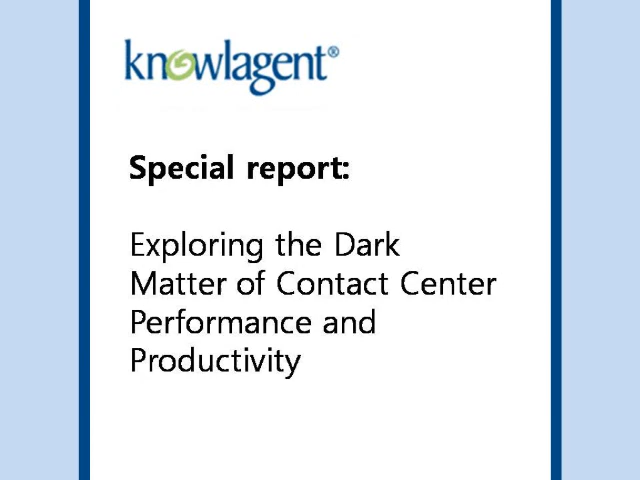 knowlagent®
Special report:
Exploring the Dark
Matter of Contact Center
Performance and
Productivity